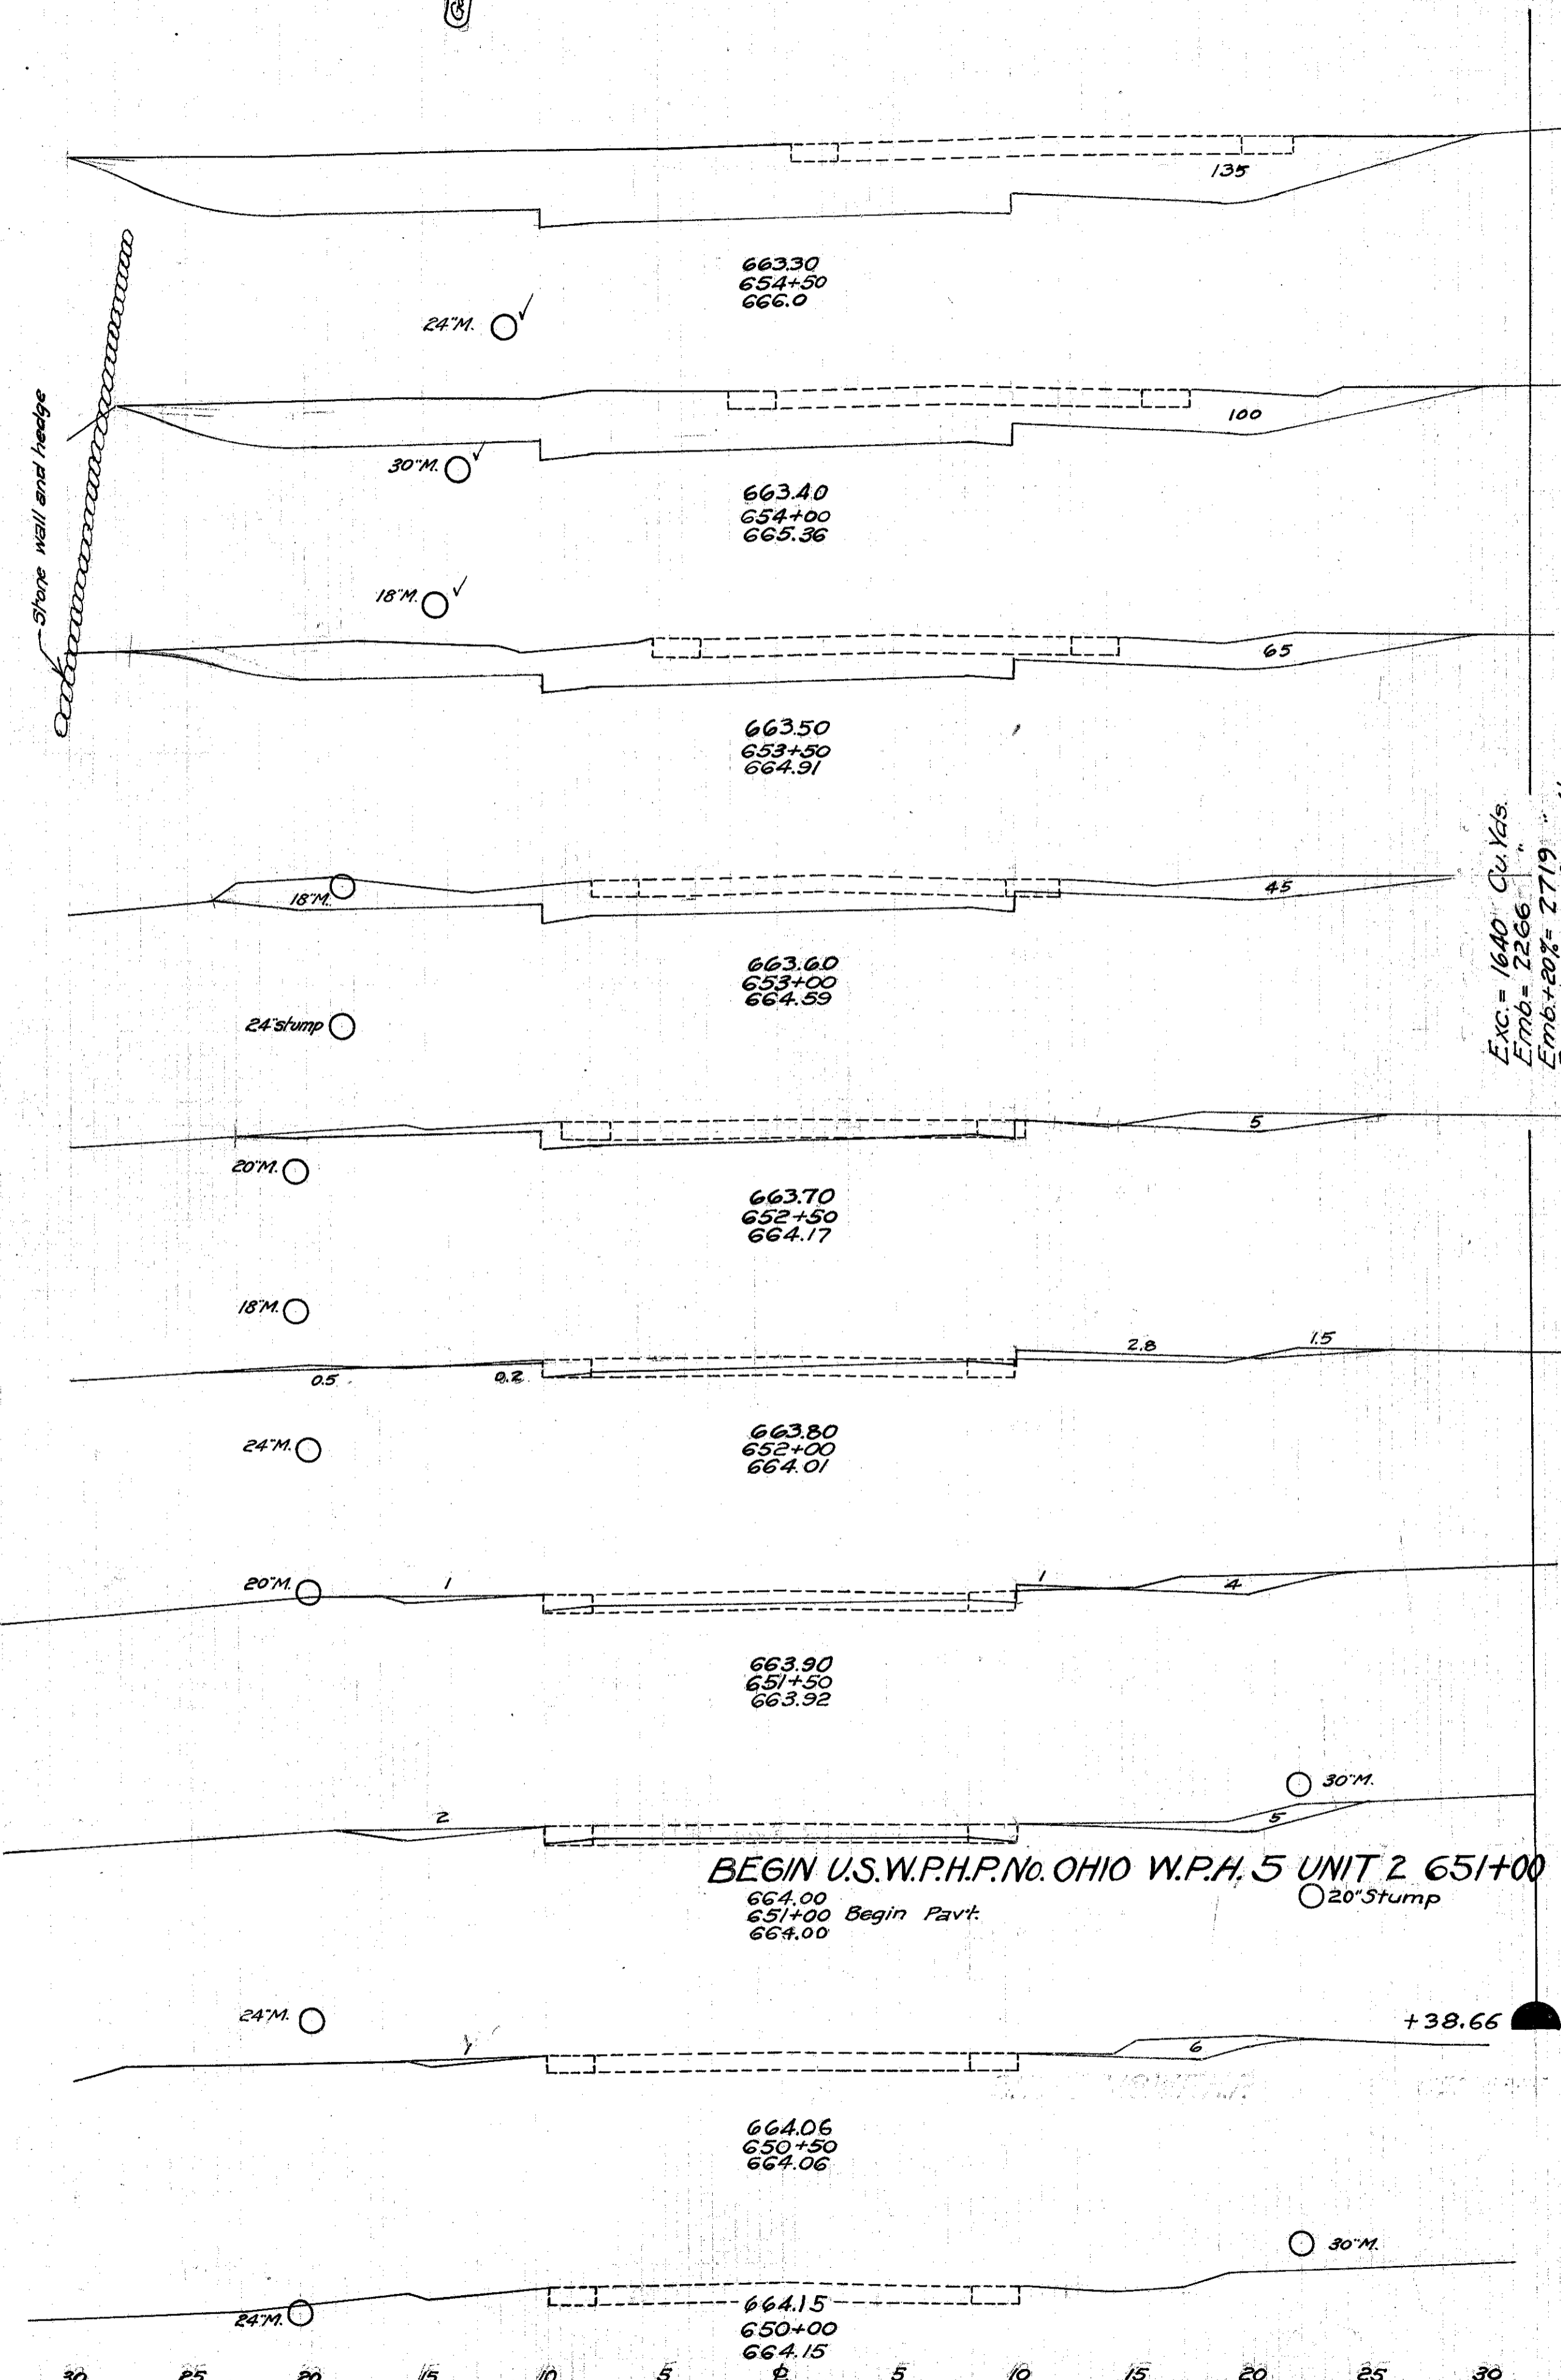 135
663.30
654+50
666.0
24"M.
100
30"M.
663.40
654+00
665.36
Stone wall and hedge
18"M.
65
663.50
653+50
664.91
18"M.
45
663.60
653+00
664.59
Exc. = 1640 Cu. Yds.
Emb. = 2266 "
Emb.+20% = 2719 "
24"stump
5
20"M.
663.70
652+50
664.17
18"M.
0.5
0.2
2.8
1.5
663.80
652+00
664.01
24"M.
20"M.
1
1
4
663.90
651+50
663.92
30"M.
2
5
BEGIN U.S.W.P.H.P. No. OHIO W.P.H. 5 UNIT 2 651+00
664.00
651+00 Begin Pav't.
664.00
20"Stump
24"M.
+38.66
1
6
664.06
650+50
664.06
30"M.
24"M.
664.15
650+00
664.15
30 25 20 15 10 5 ℄ 5 10 15 20 25 30